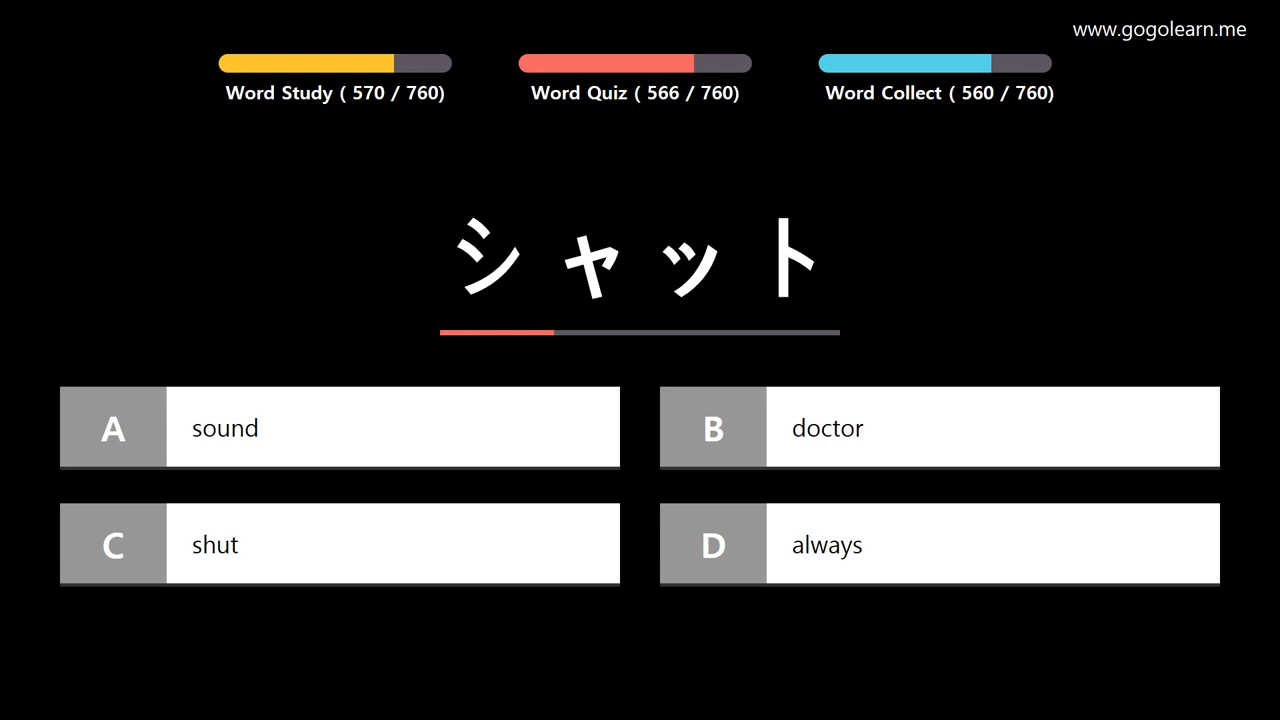 www.gogolearn.me
Word Study ( 570 / 760)
Word Quiz ( 566 / 760)
Word Collect ( 560 / 760)
シャット
A sound
B doctor
C shut
D always